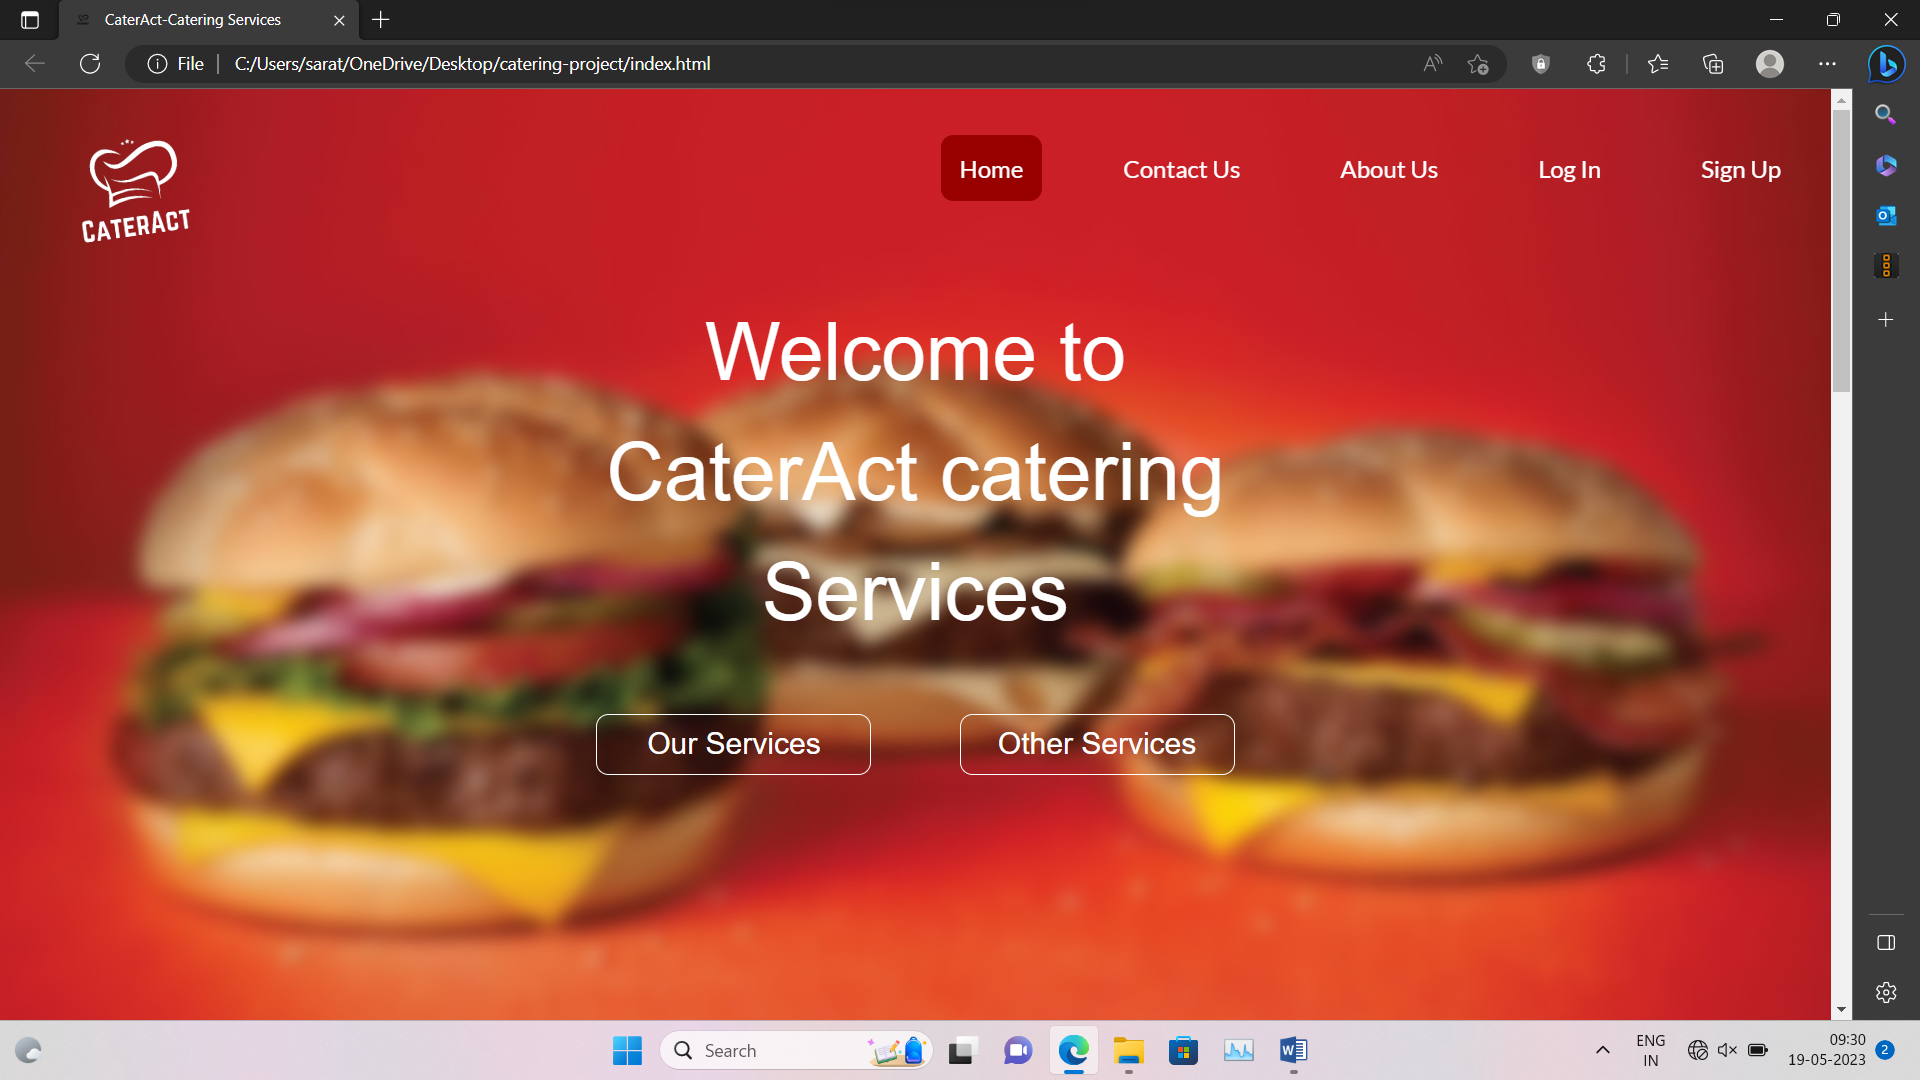 CaterAct-Catering Services
File
C:/Users/sarat/OneDrive/Desktop/catering-project/index.html
CATERACT
Home
Contact Us
About Us
Log In
Sign Up
Welcome to
CaterAct catering
Services
Our Services
Other Services
Search
ENG
IN
09:30
19-05-2023
2